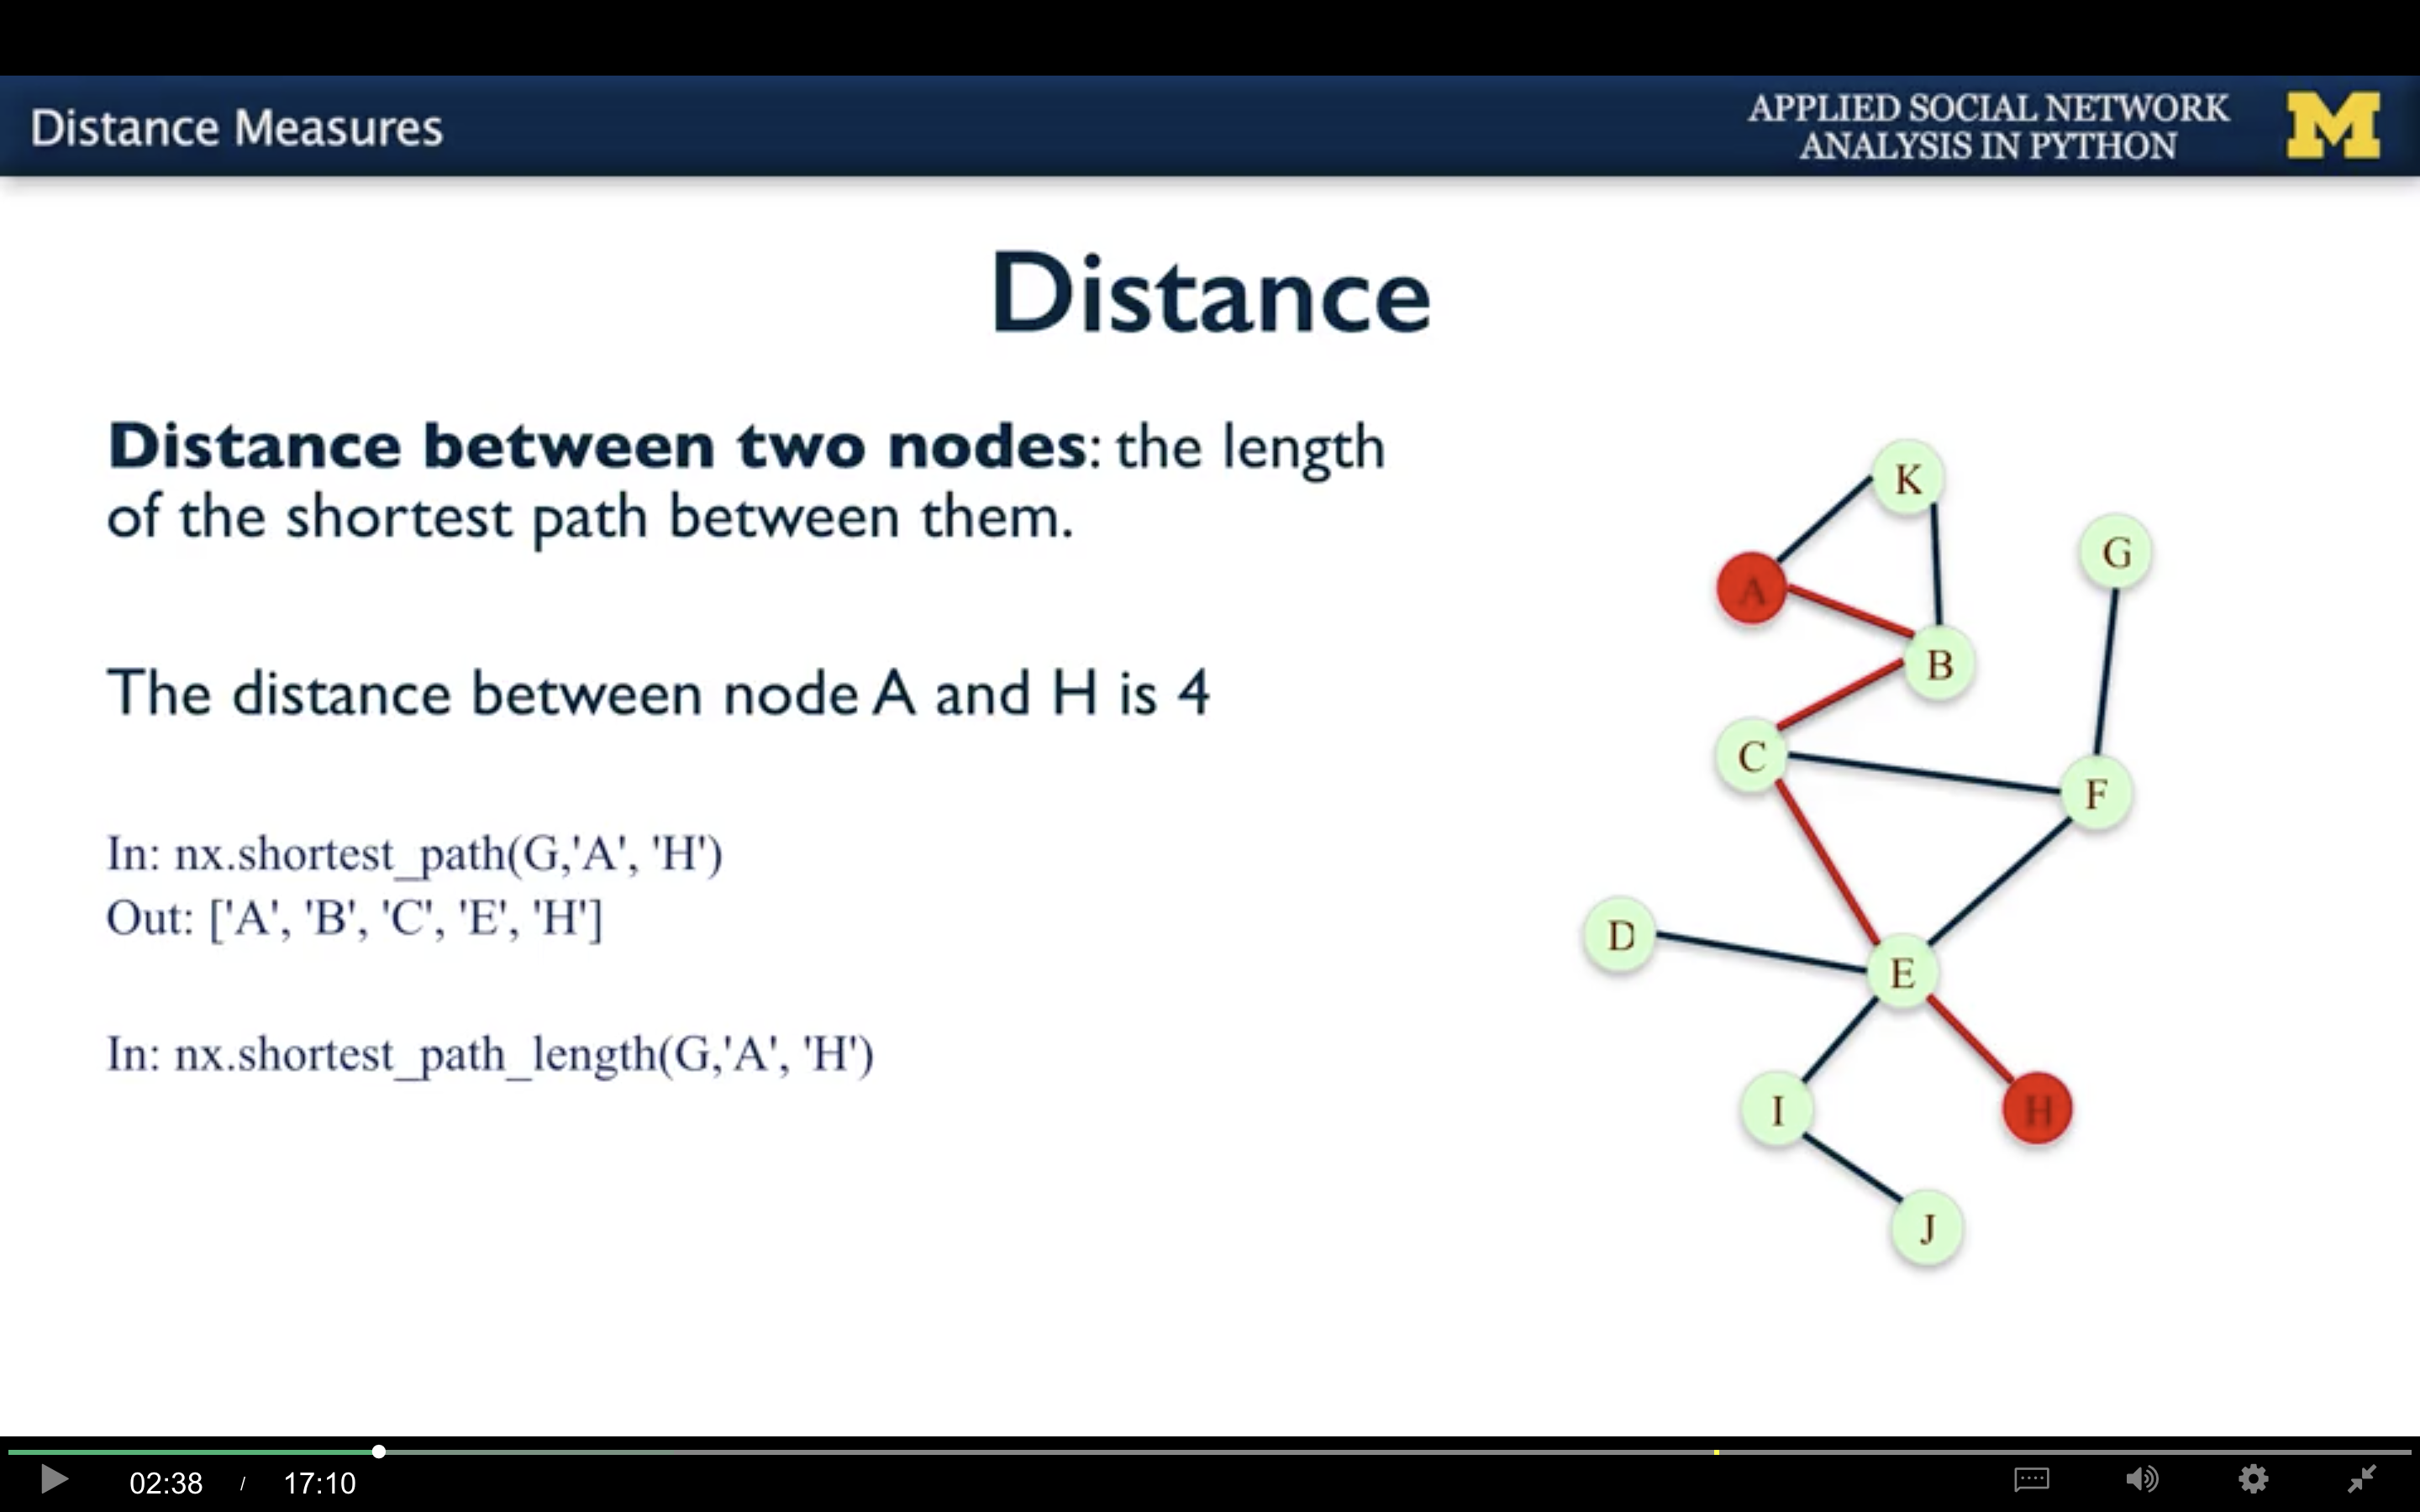 Distance Measures
APPLIED SOCIAL NETWORK
ANALYSIS IN PYTHON
M
Distance
Distance between two nodes: the length
of the shortest path between them.
The distance between node A and H is 4
In: nx.shortest_path(G,'A', 'H')
Out: ['A', 'B', 'C', 'E', 'H']
In: nx.shortest_path_length(G,'A', 'H')
K
G
A
B
C
F
D
E
I
H
J
02:38 / 17:10